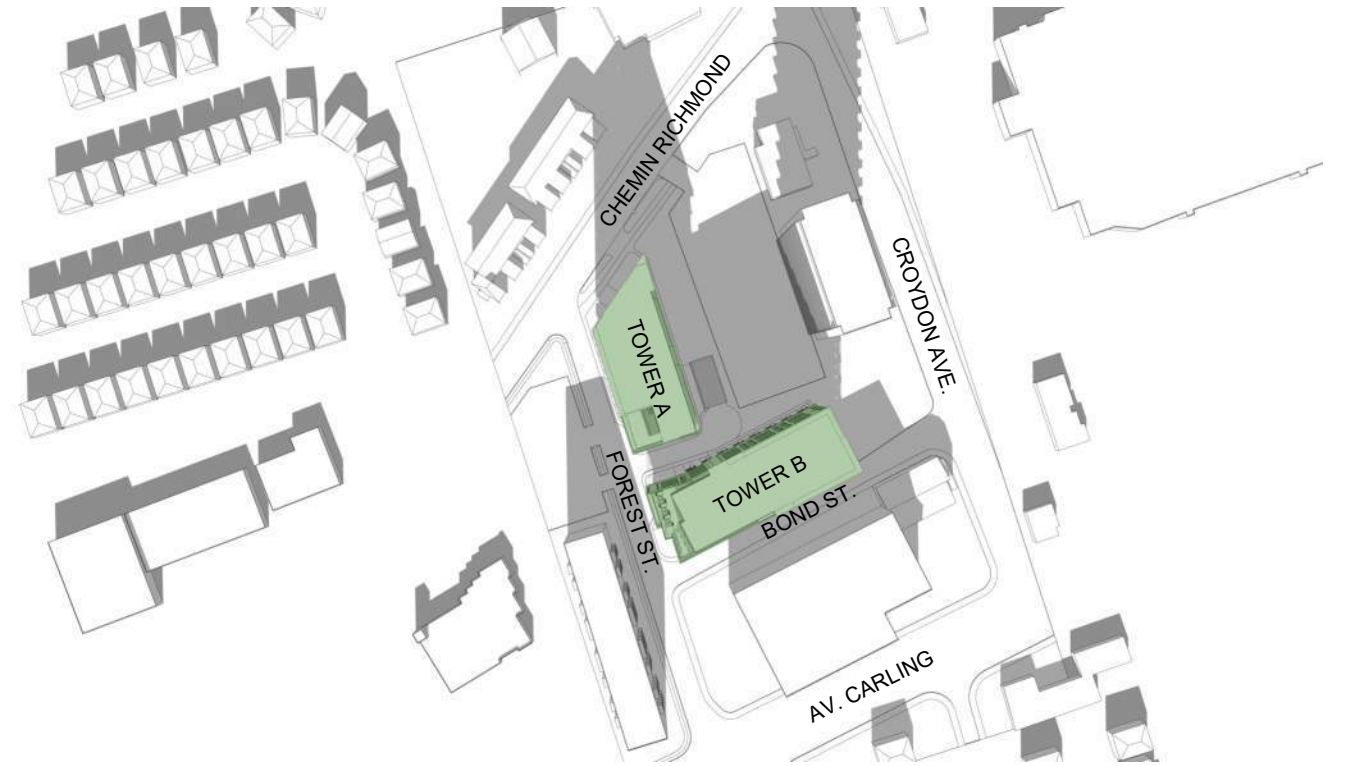 CHEMIN RICHMOND
CROYDON AVE.
TOWER A
TOWER B
FOREST ST.
BOND ST.
AV. CARLING